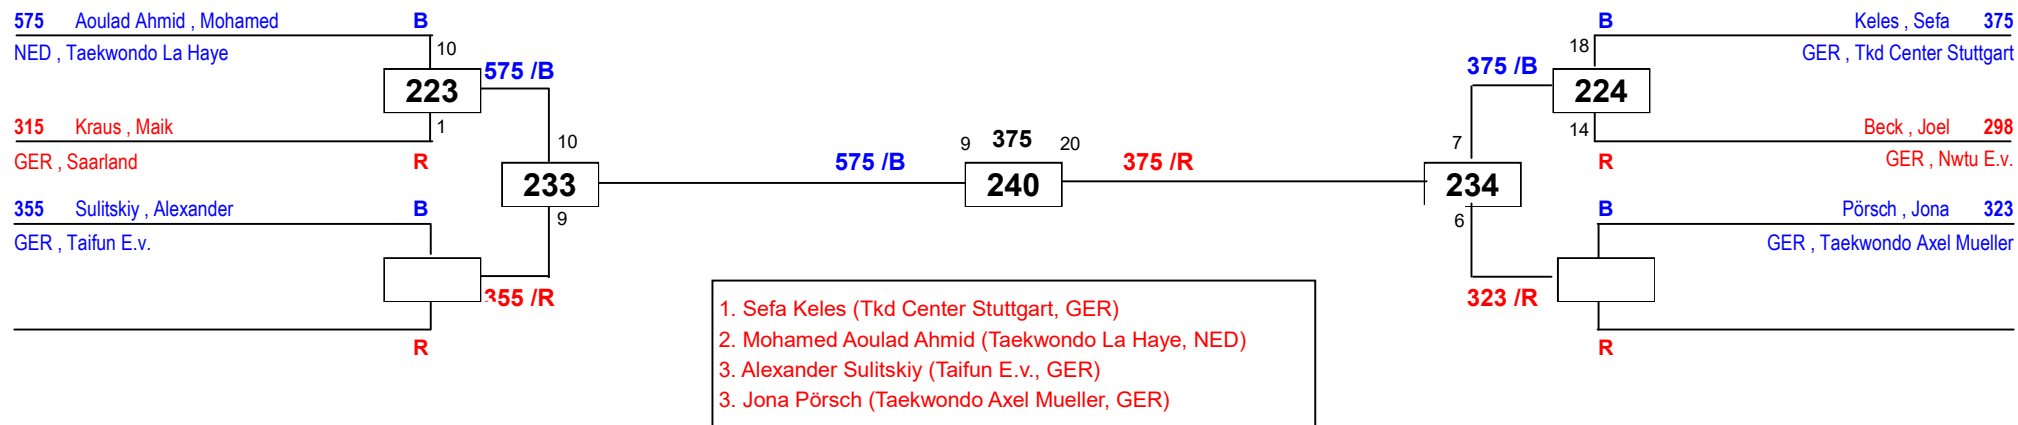 575 Aoulad Ahmid , Mohamed B
NED , Taekwondo La Haye
10
575 /B
223
315 Kraus , Maik
1
GER , Saarland R
10
233
9
355 Sulitskiy , Alexander B
GER , Taifun E.v.
355 /R
R
575 /B
9 375 20
240
375 /R
B Keles , Sefa 375
18
GER , Tkd Center Stuttgart
375 /B
224
14
Beck , Joel 298
R GER , Nwtu E.v.
7
234
6
B Pörsch , Jona 323
GER , Taekwondo Axel Mueller
323 /R
R
1. Sefa Keles (Tkd Center Stuttgart, GER)
2. Mohamed Aoulad Ahmid (Taekwondo La Haye, NED)
3. Alexander Sulitskiy (Taifun E.v., GER)
3. Jona Pörsch (Taekwondo Axel Mueller, GER)